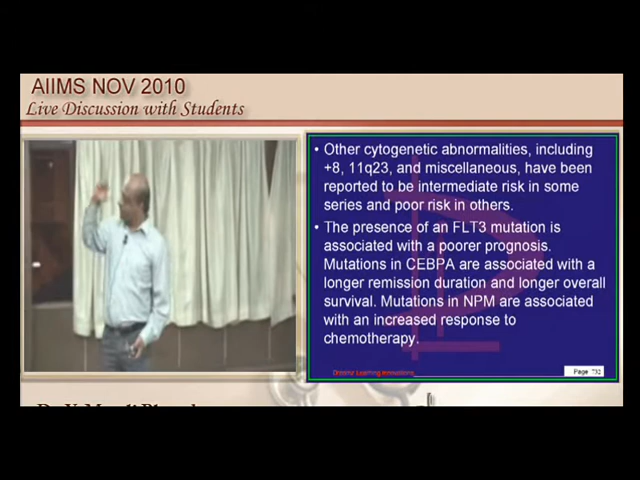 AIIMS NOV 2010
Live Discussion with Students
• Other cytogenetic abnormalities, including
+8, 11q23, and miscellaneous, have been
reported to be intermediate risk in some
series and poor risk in others.
• The presence of an FLT3 mutation is
associated with a poorer prognosis.
Mutations in CEBPA are associated with a
longer remission duration and longer overall
survival. Mutations in NPM are associated
with an increased response to
chemotherapy.
Learning Innovations
Page 732